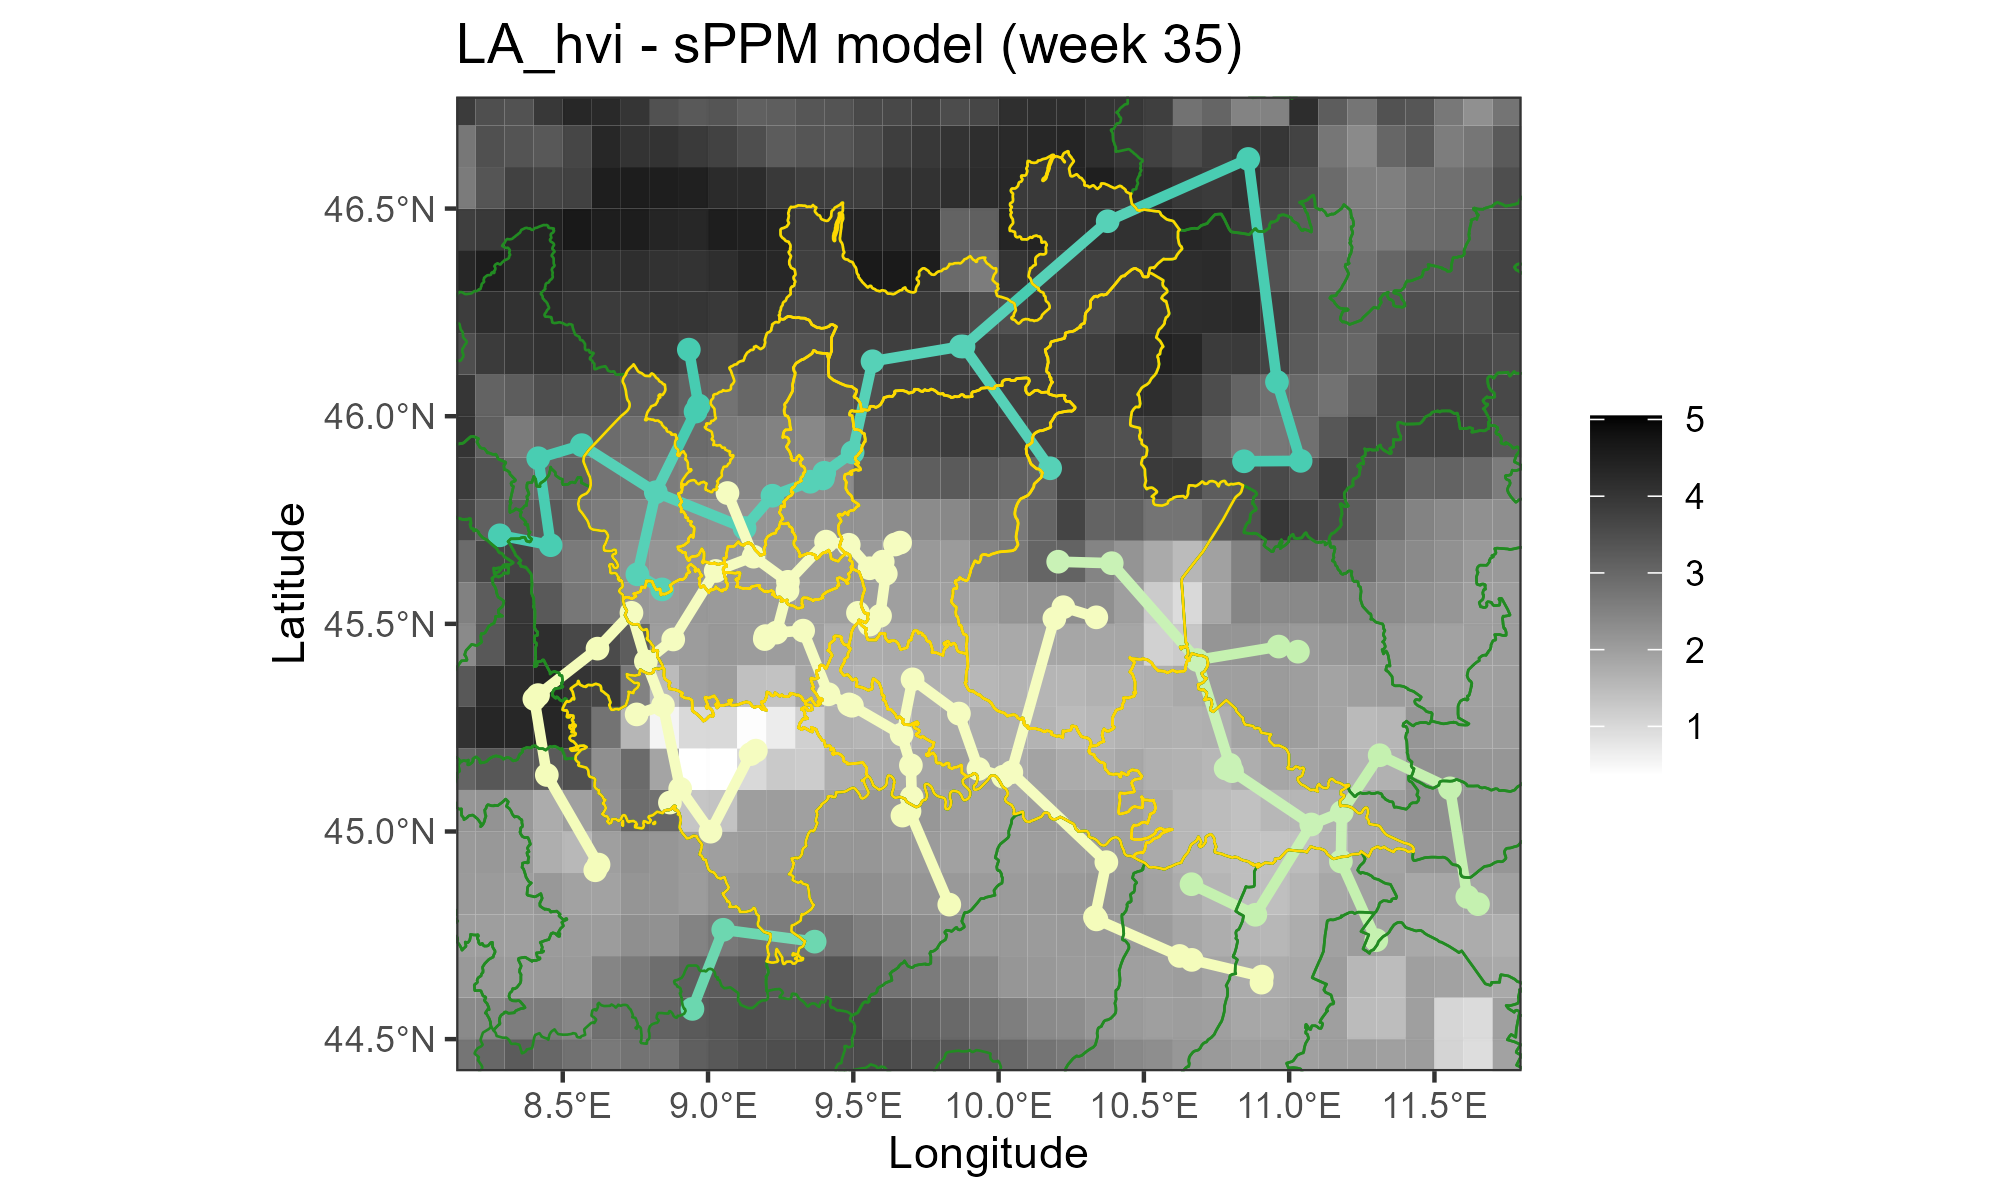 LA_hvi - sPPM model (week 35)
46.5°N
46.0°N
45.5°N
45.0°N
44.5°N
Latitude
8.5°E 9.0°E 9.5°E 10.0°E 10.5°E 11.0°E 11.5°E
Longitude
5
4
3
2
1